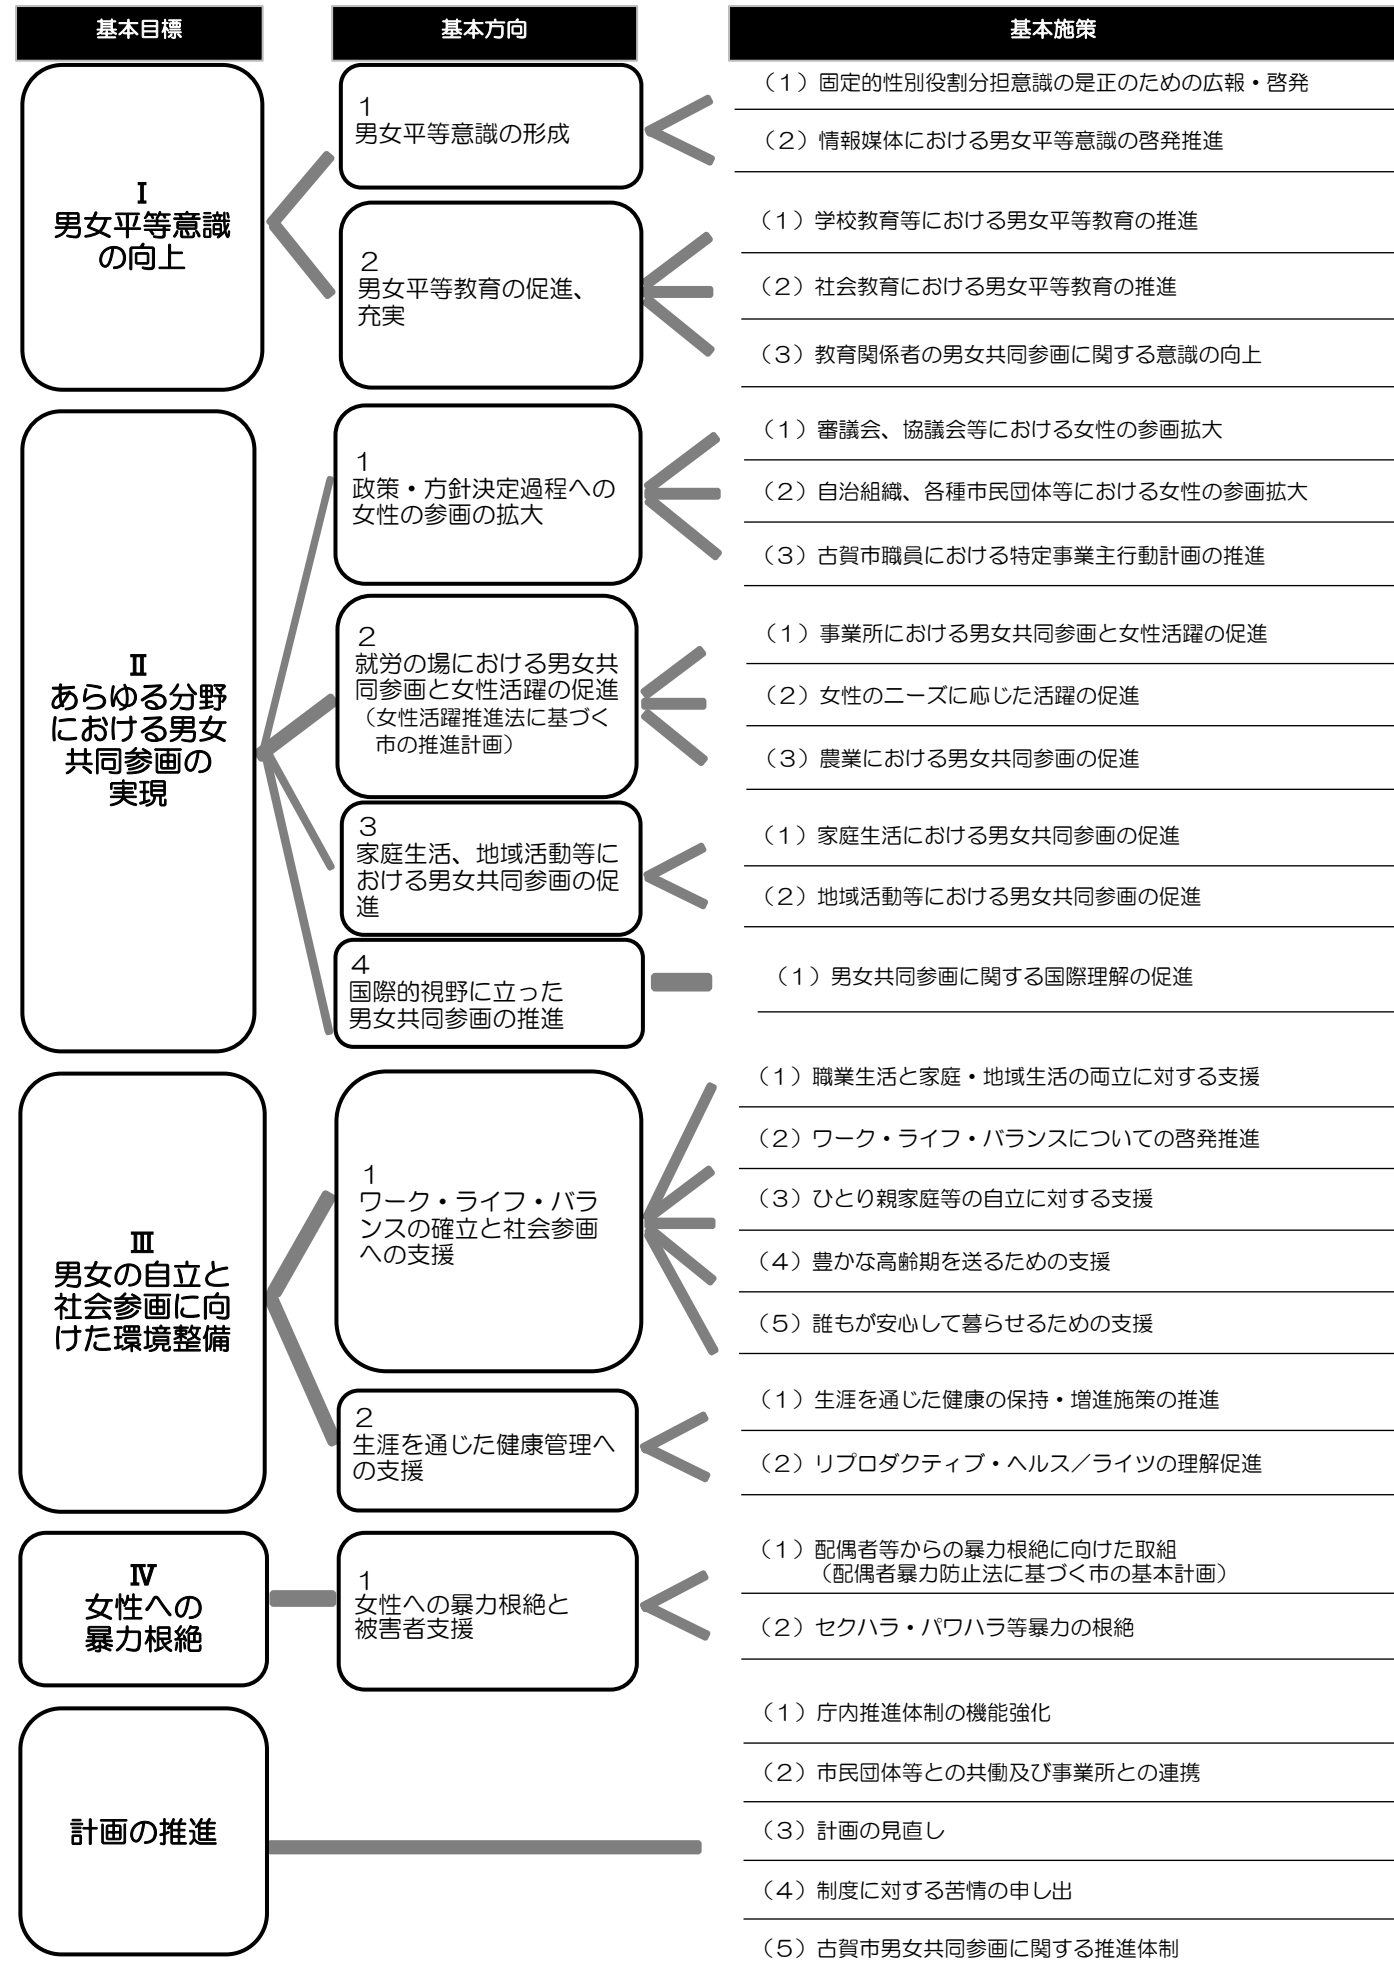 基本目標
基本方向
基本施策
Ⅰ
男女平等意識
の向上
1
男女平等意識の形成
（1）固定的性別役割分担意識の是正のための広報・啓発
（2）情報媒体における男女平等意識の啓発推進
2
男女平等教育の促進、
充実
（1）学校教育等における男女平等教育の推進
（2）社会教育における男女平等教育の推進
（3）教育関係者の男女共同参画に関する意識の向上
Ⅱ
あらゆる分野
における男女
共同参画の
実現
1
政策・方針決定過程への
女性の参画の拡大
（1）審議会、協議会等における女性の参画拡大
（2）自治組織、各種市民団体等における女性の参画拡大
（3）古賀市職員における特定事業主行動計画の推進
2
就労の場における男女共
同参画と女性活躍の促進
（女性活躍推進法に基づく
市の推進計画）
（1）事業所における男女共同参画と女性活躍の促進
（2）女性のニーズに応じた活躍の促進
（3）農業における男女共同参画の促進
3
家庭生活、地域活動等に
おける男女共同参画の促
進
（1）家庭生活における男女共同参画の促進
（2）地域活動等における男女共同参画の促進
4
国際的視野に立った
男女共同参画の推進
（1）男女共同参画に関する国際理解の促進
Ⅲ
男女の自立と
社会参画に向
けた環境整備
1
ワーク・ライフ・バラ
ンスの確立と社会参画
への支援
（1）職業生活と家庭・地域生活の両立に対する支援
（2）ワーク・ライフ・バランスについての啓発推進
（3）ひとり親家庭等の自立に対する支援
（4）豊かな高齢期を送るための支援
（5）誰もが安心して暮らせるための支援
2
生涯を通じた健康管理へ
の支援
（1）生涯を通じた健康の保持・増進施策の推進
（2）リプロダクティブ・ヘルス／ライツの理解促進
Ⅳ
女性への
暴力根絶
1
女性への暴力根絶と
被害者支援
（1）配偶者等からの暴力根絶に向けた取組
（配偶者暴力防止法に基づく市の基本計画）
（2）セクハラ・パワハラ等暴力の根絶
計画の推進
（1）庁内推進体制の機能強化
（2）市民団体等との共働及び事業所との連携
（3）計画の見直し
（4）制度に対する苦情の申し出
（5）古賀市男女共同参画に関する推進体制